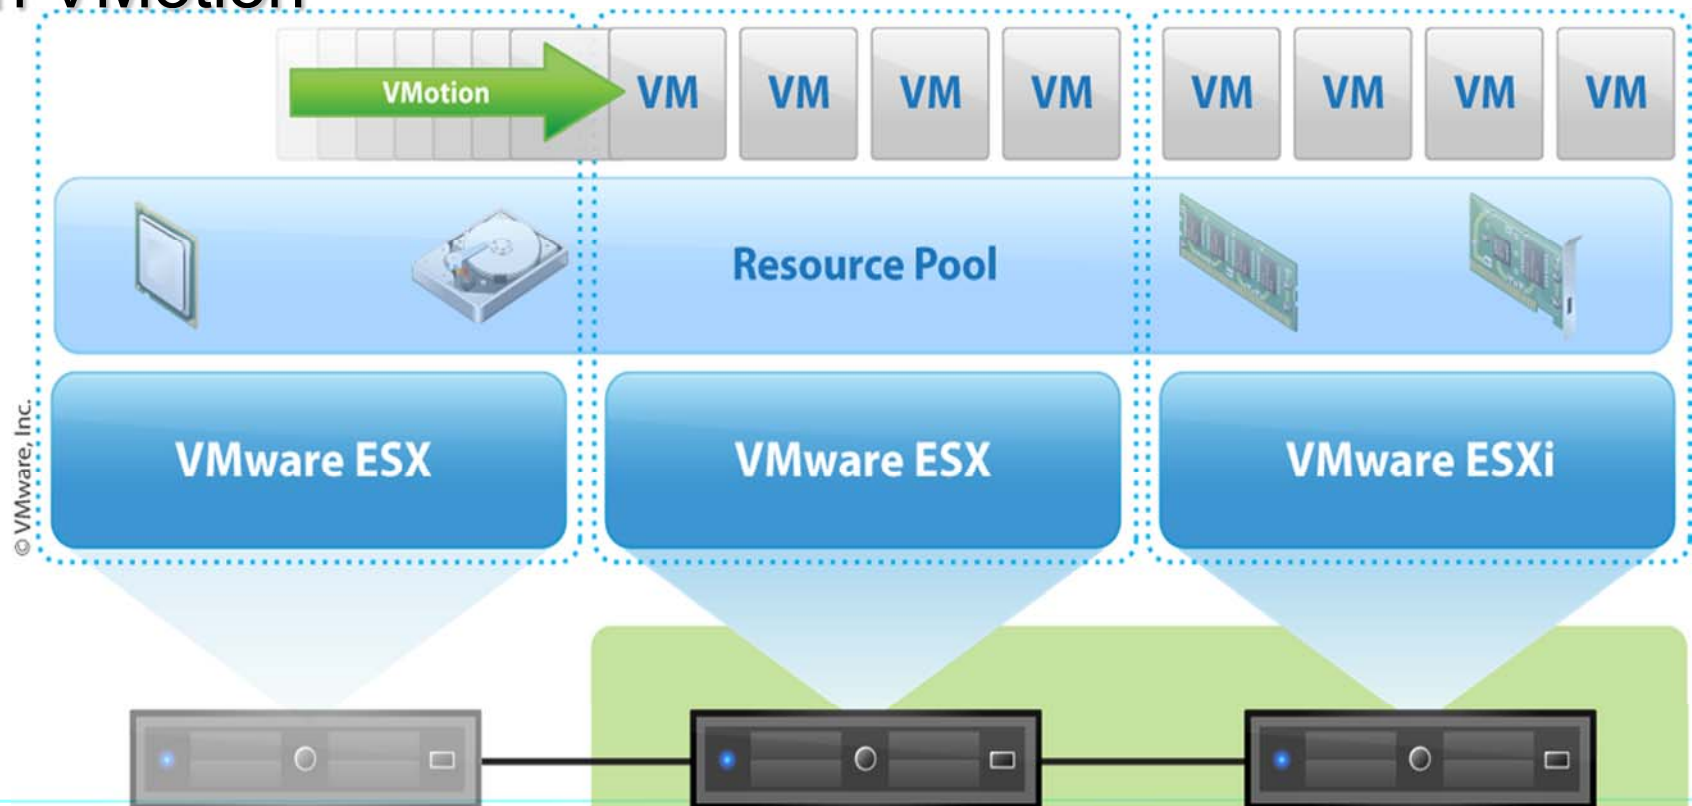 VMotion
VMotion
VM VM VM VM VM VM VM VM
Resource Pool
VMware ESX VMware ESX VMware ESXi
© VMware, Inc.